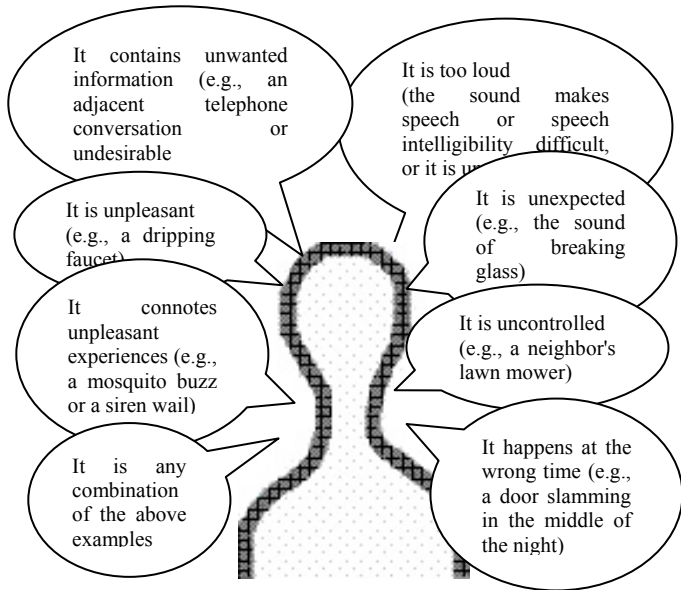 It contains unwanted
information (e.g., an
adjacent telephone
conversation or
undesirable
It is too loud
(the sound makes
speech or speech
intelligibility difficult,
or it is
It is unpleasant
(e.g., a dripping
faucet)
It is unexpected
(e.g., the sound
of breaking
glass)
It connotes
unpleasant
experiences (e.g.,
a mosquito buzz
or a siren wail)
It is uncontrolled
(e.g., a neighbor's
lawn mower)
It is any
combination
of the above
examples
It happens at the
wrong time (e.g.,
a door slamming
in the middle of
the night)